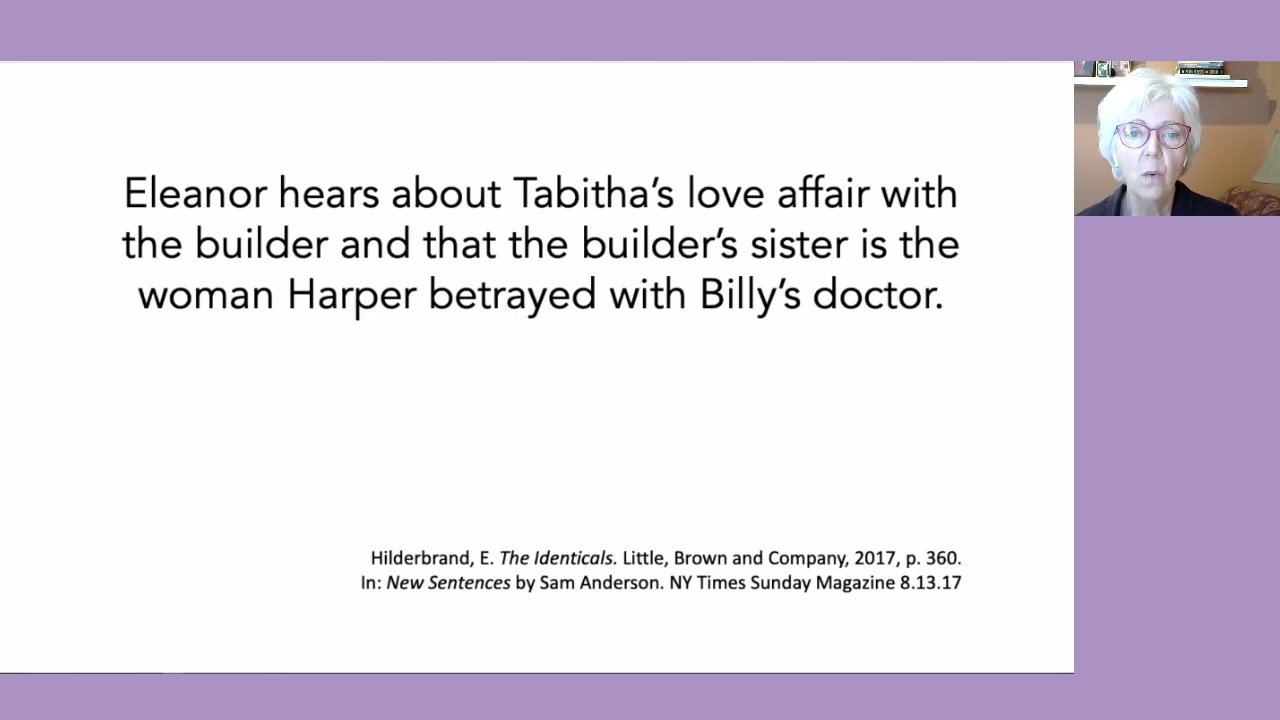 Eleanor hears about Tabitha's love affair with
the builder and that the builder's sister is the
woman Harper betrayed with Billy's doctor.
Hilderbrand, E. The Identicals. Little, Brown and Company, 2017, p. 360.
In: New Sentences by Sam Anderson. NY Times Sunday Magazine 8.13.17